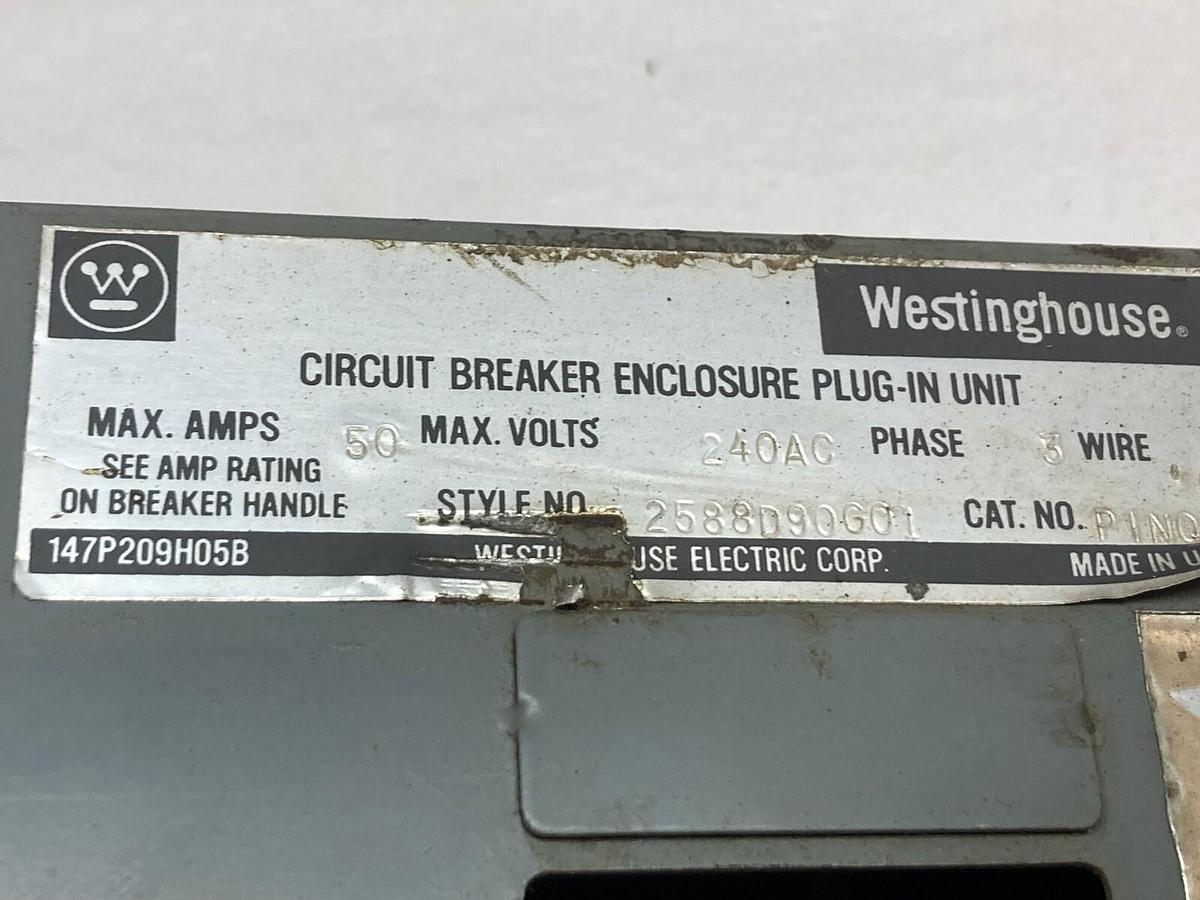 Westinghouse®
CIRCUIT BREAKER ENCLOSURE PLUG-IN UNIT
MAX. AMPS 50 MAX. VOLTS 240AC PHASE 3 WIRE
SEE AMP RATING
ON BREAKER HANDLE STYLE NO. 2588D90G01 CAT. NO.
147P209H05B ELECTRIC CORP. MADE IN